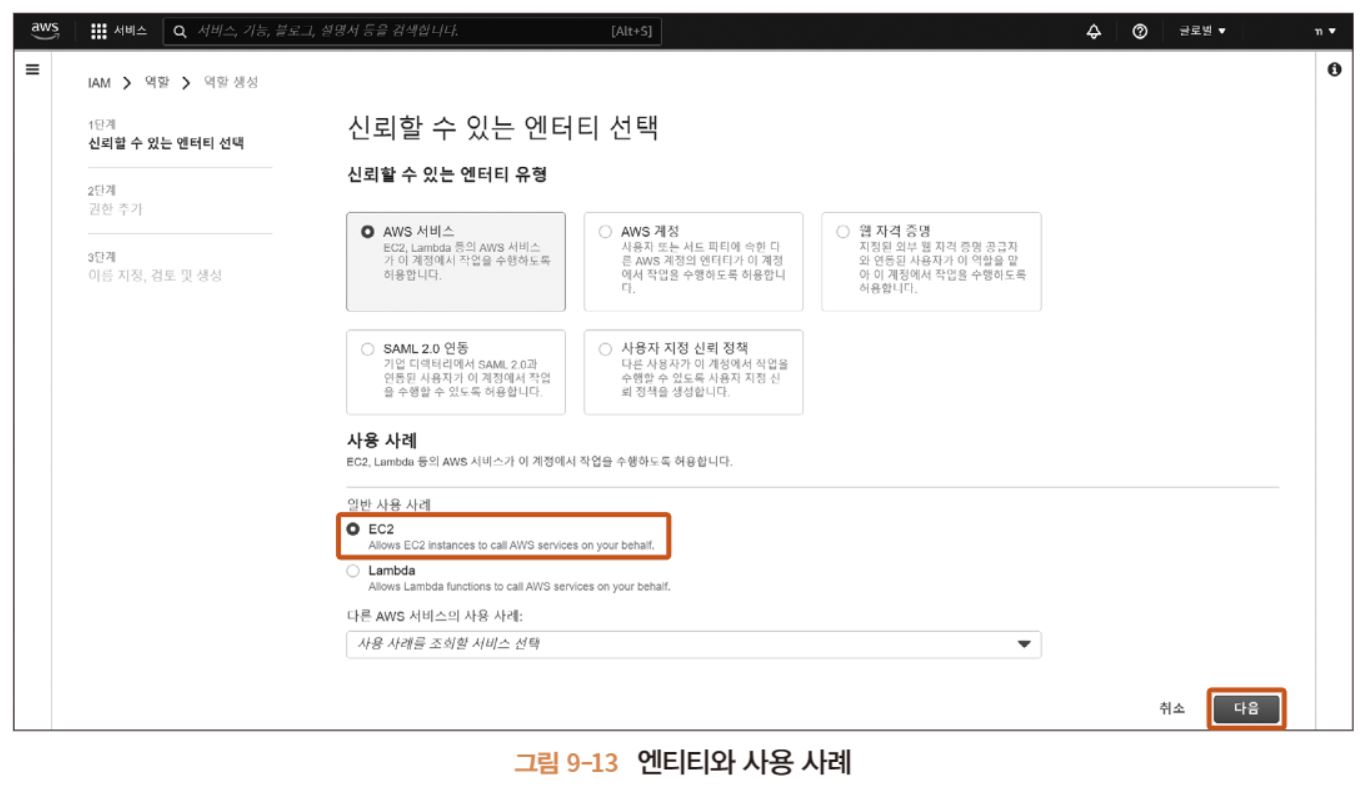 aws 서비스 서비스, 기능, 블로그, 설명서 등을 검색합니다. [Alt+S] 글로벌
IAM 역할 역할 생성
1단계
신뢰할 수 있는 엔터티 선택
2단계
권한 추가
3단계
이름 지정, 검토 및 생성
신뢰할 수 있는 엔터티 선택
신뢰할 수 있는 엔터티 유형
AWS 서비스
EC2, Lambda 등의 AWS 서비스
가 이 계정에서 작업을 수행하도록
허용합니다.
AWS 계정
사용자 또는 서드 파티에 속한 다
른 AWS 계정의 엔터티가 이 계정
에서 작업을 수행하도록 허용합니
다.
웹 자격 증명
지정된 외부 웹 자격 증명 공급자
와 연동된 사용자가 이 역할을 맡
아 이 계정에서 작업을 수행하도록
허용합니다.
SAML 2.0 연동
기업 디렉터리에서 SAML 2.0과
연동된 사용자가 이 계정에서 작업
을 수행할 수 있도록 허용합니다.
사용자 지정 신뢰 정책
다른 사용자가 이 계정에서 작업을
수행할 수 있도록 사용자 지정 신
뢰 정책을 생성합니다.
사용 사례
EC2, Lambda 등의 AWS 서비스가 이 계정에서 작업을 수행하도록 허용합니다.
일반 사용 사례
EC2
Allows EC2 instances to call AWS services on your behalf.
Lambda
Allows Lambda functions to call AWS services on your behalf.
다른 AWS 서비스의 사용 사례:
사용 사례를 조회할 서비스 선택
취소 다음
그림 9-13 엔티티와 사용 사례